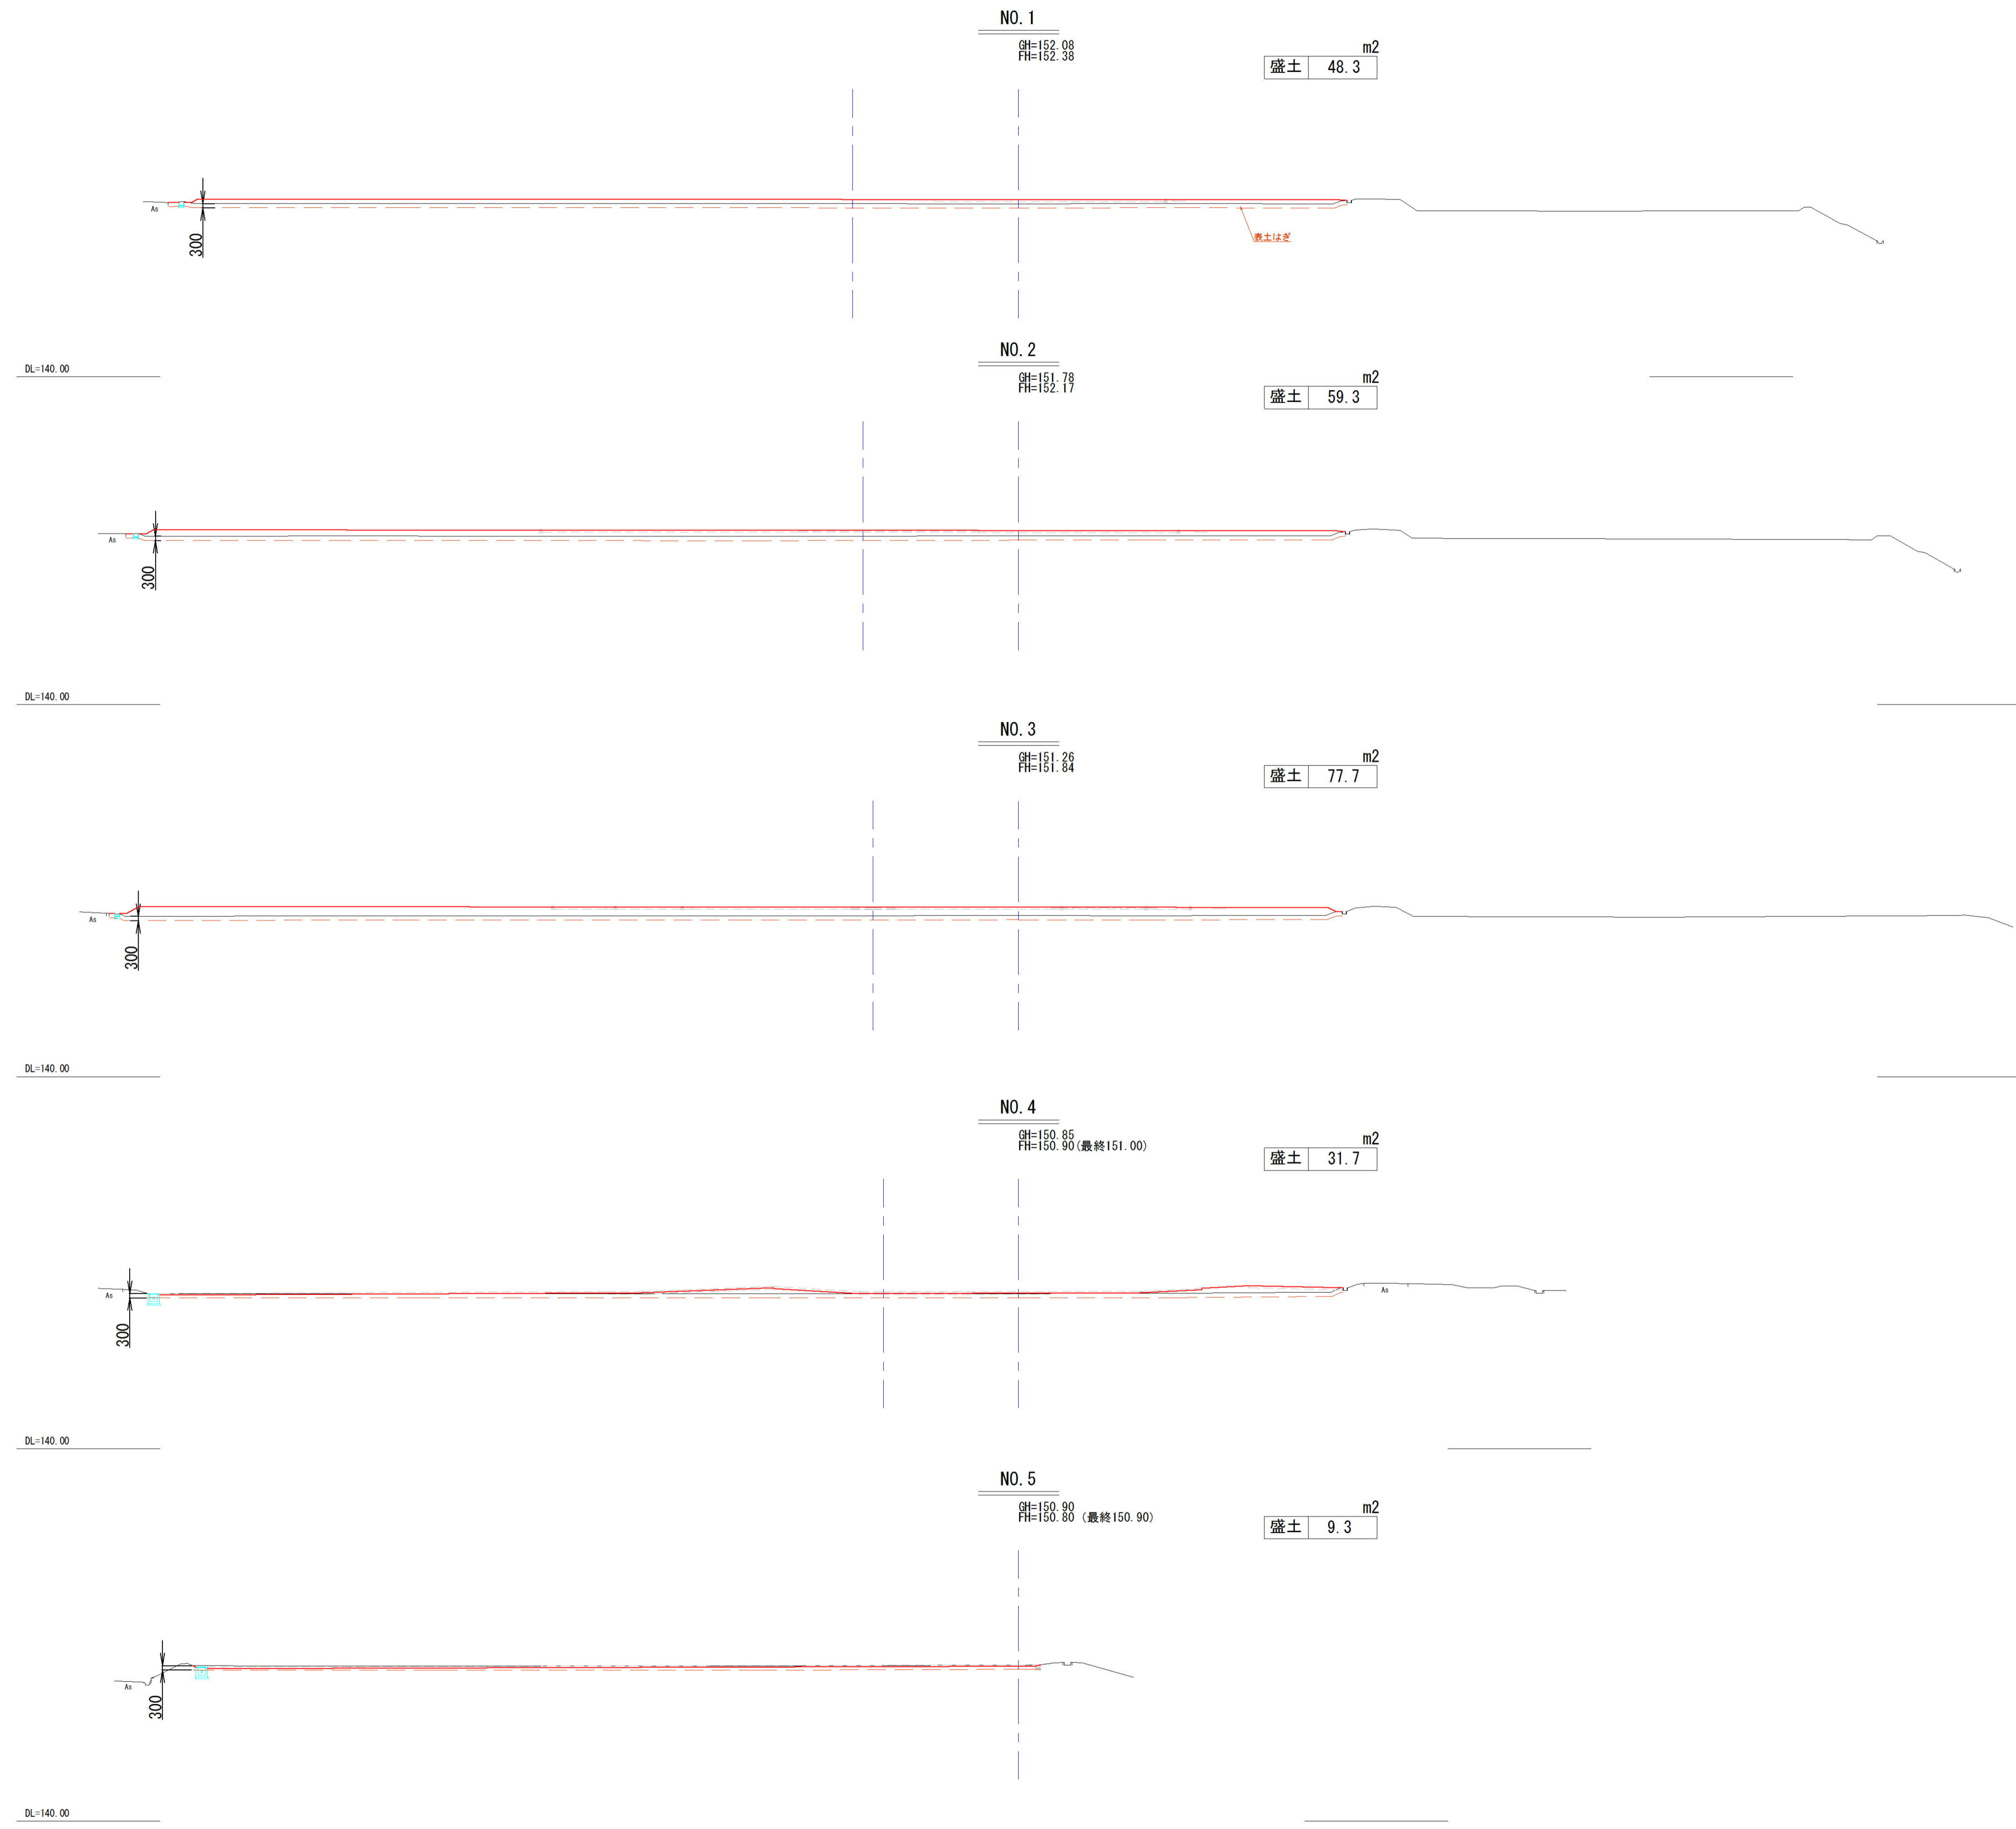 NO.1
GH=152.08
FH=152.38
m2
盛土 48.3
As
300
表土はぎ
DL=140.00
NO.2
GH=151.78
FH=152.17
m2
盛土 59.3
As
300
DL=140.00
NO.3
GH=151.26
FH=151.84
m2
盛土 77.7
As
300
DL=140.00
NO.4
GH=150.85
FH=150.90(最終151.00)
m2
盛土 31.7
As
As
300
DL=140.00
NO.5
GH=150.90
FH=150.80 (最終150.90)
m2
盛土 9.3
As
300
DL=140.00